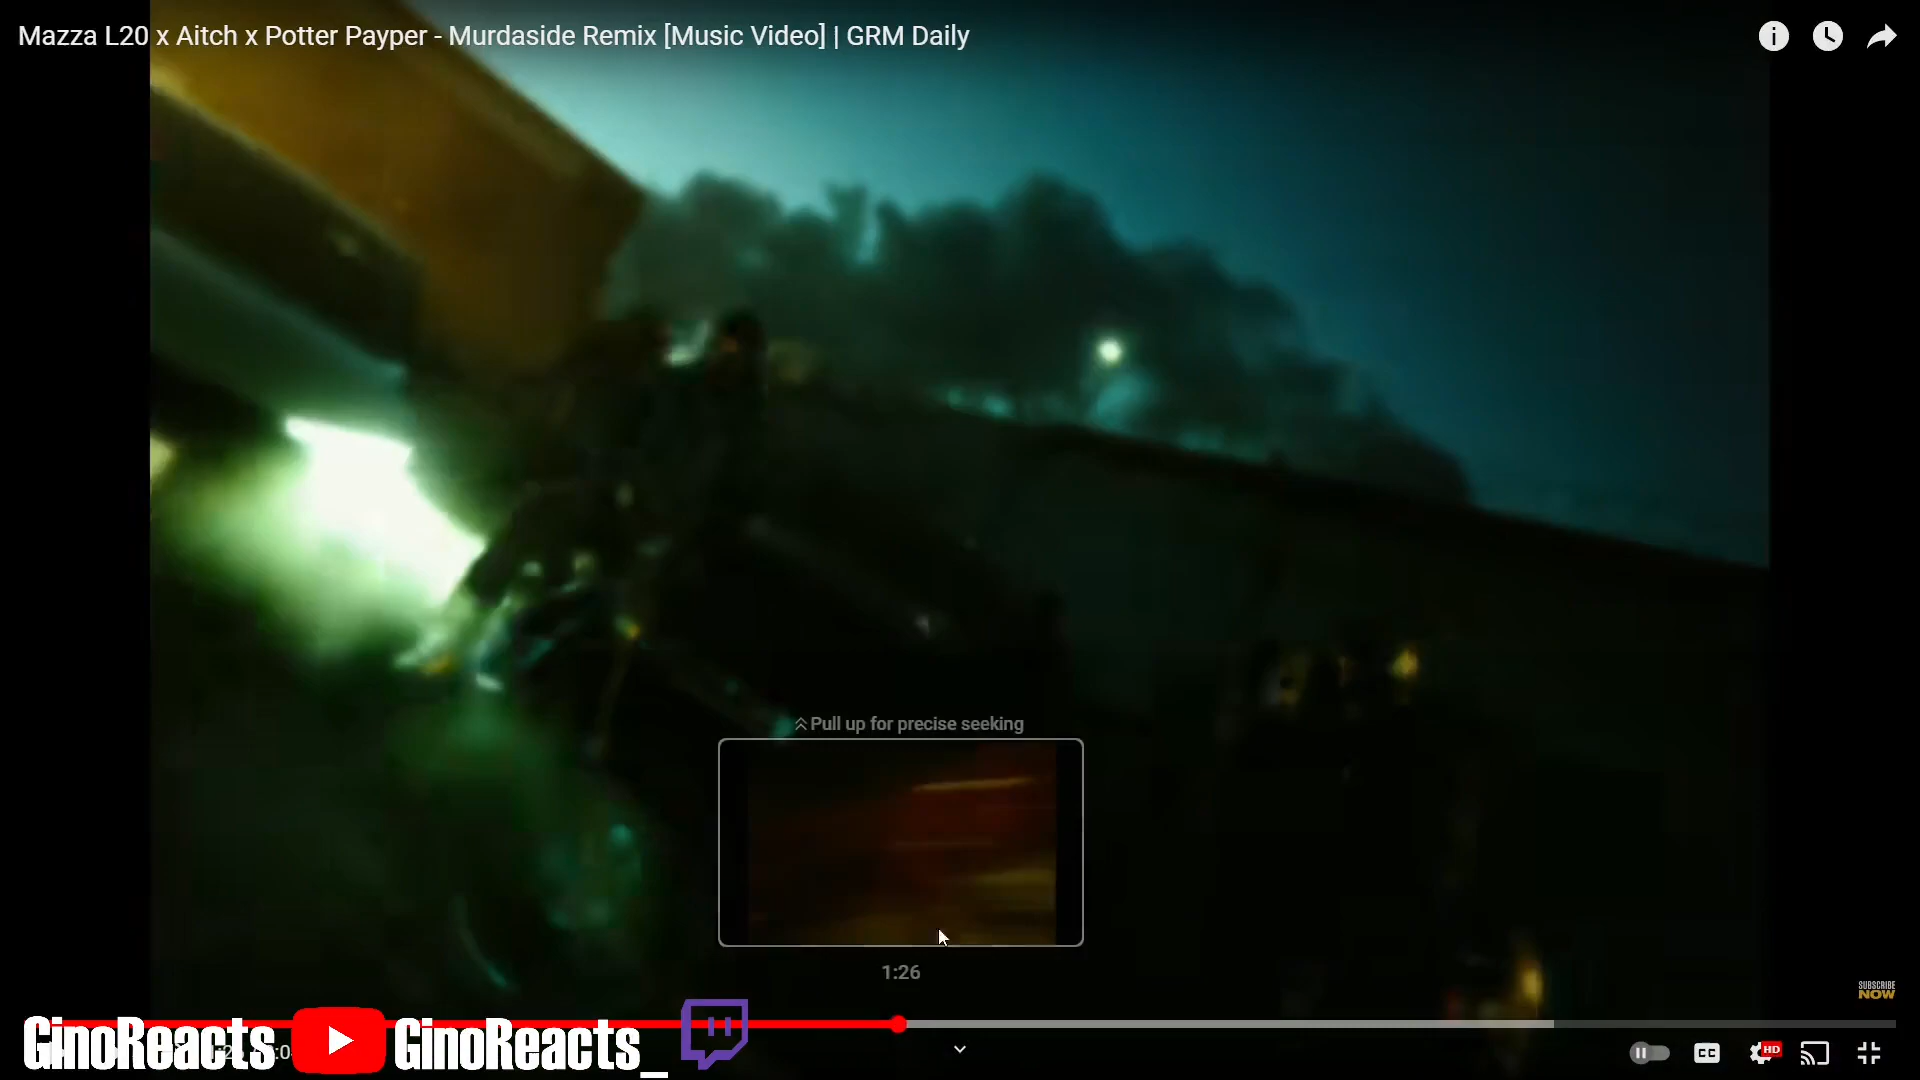 Mazza L20 x Aitch x Potter Payper - Murdaside Remix [Music Video] | GRM Daily
Pull up for precise seeking
1:26
SUBSCRIBE
NOW
GinoReacts GinoReacts_
CC
HD